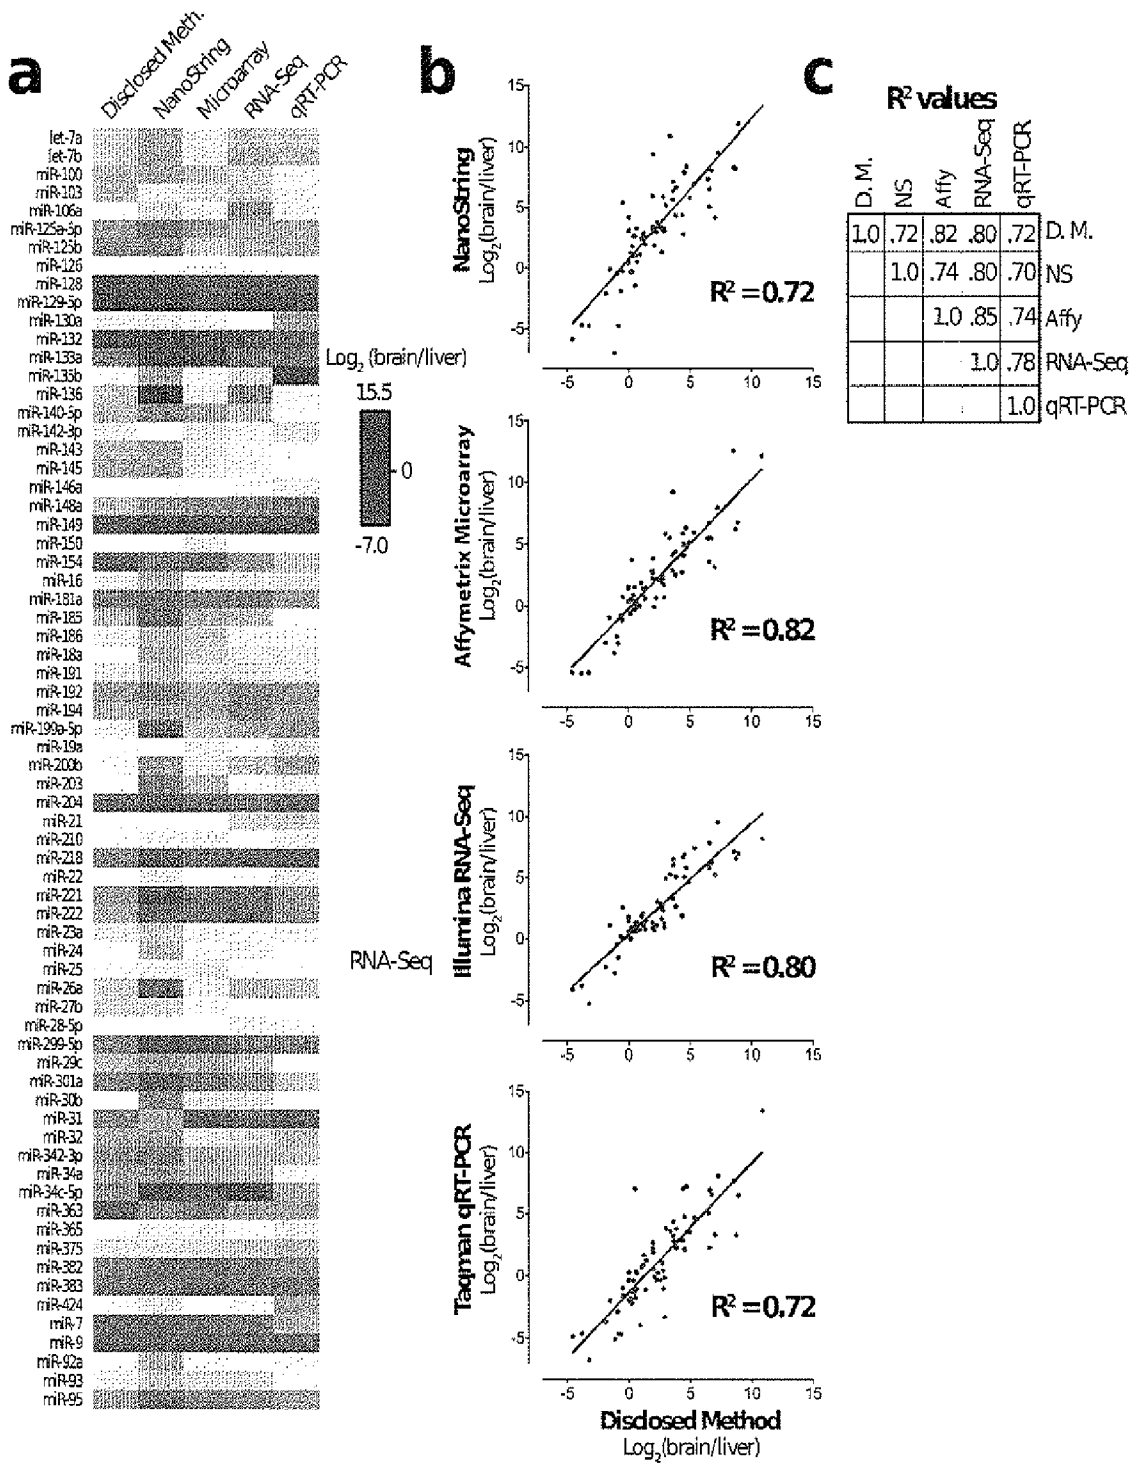 a
Disclosed Meth.
NanoString
Microarray
RNA-Seq
qRT-PCR
let-7a
let-7b
miR-100
miR-103
miR-106a
miR-125a-5p
miR-125b
miR-126
miR-128
miR-129-5p
miR-130a
miR-132
miR-133a
miR-135b
miR-136
miR-140-5p
miR-142-3p
miR-143
miR-145
miR-146a
miR-148a
miR-149
miR-150
miR-154
miR-16
miR-181a
miR-185
miR-186
miR-18a
miR-191
miR-192
miR-194
miR-199a-5p
miR-19a
miR-200b
miR-203
miR-204
miR-21
miR-210
miR-218
miR-22
miR-221
miR-222
miR-23a
miR-24
miR-25
miR-26a
miR-27b
miR-28-5p
miR-299-5p
miR-29c
miR-301a
miR-30b
miR-31
miR-32
miR-342-3p
miR-34a
miR-34c-5p
miR-363
miR-365
miR-375
miR-382
miR-383
miR-424
miR-7
miR-9
miR-92a
miR-93
miR-95
Log2 (brain/liver)
15.5
0
-7.0
RNA-Seq
b
NanoString
Log2(brain/liver)
15
10
5
0
-5
R² = 0.72
-5 0 5 10 15
Affymetrix Microarray
Log2(brain/liver)
15
10
5
0
-5
R² = 0.82
-5 0 5 10 15
Illumina RNA-Seq
Log2(brain/liver)
15
10
5
0
-5
R² = 0.80
-5 0 5 10 15
Taqman qRT-PCR
Log2(brain/liver)
15
10
5
0
-5
R² = 0.72
-5 0 5 10 15
Disclosed Method
Log2(brain/liver)
c
R² values
D. M. NS Affy RNA-Seq qRT-PCR
1.0 .72 .82 .80 .72 D. M.
1.0 .74 .80 .70 NS
1.0 .85 .74 Affy
1.0 .78 RNA-Seq
1.0 qRT-PCR